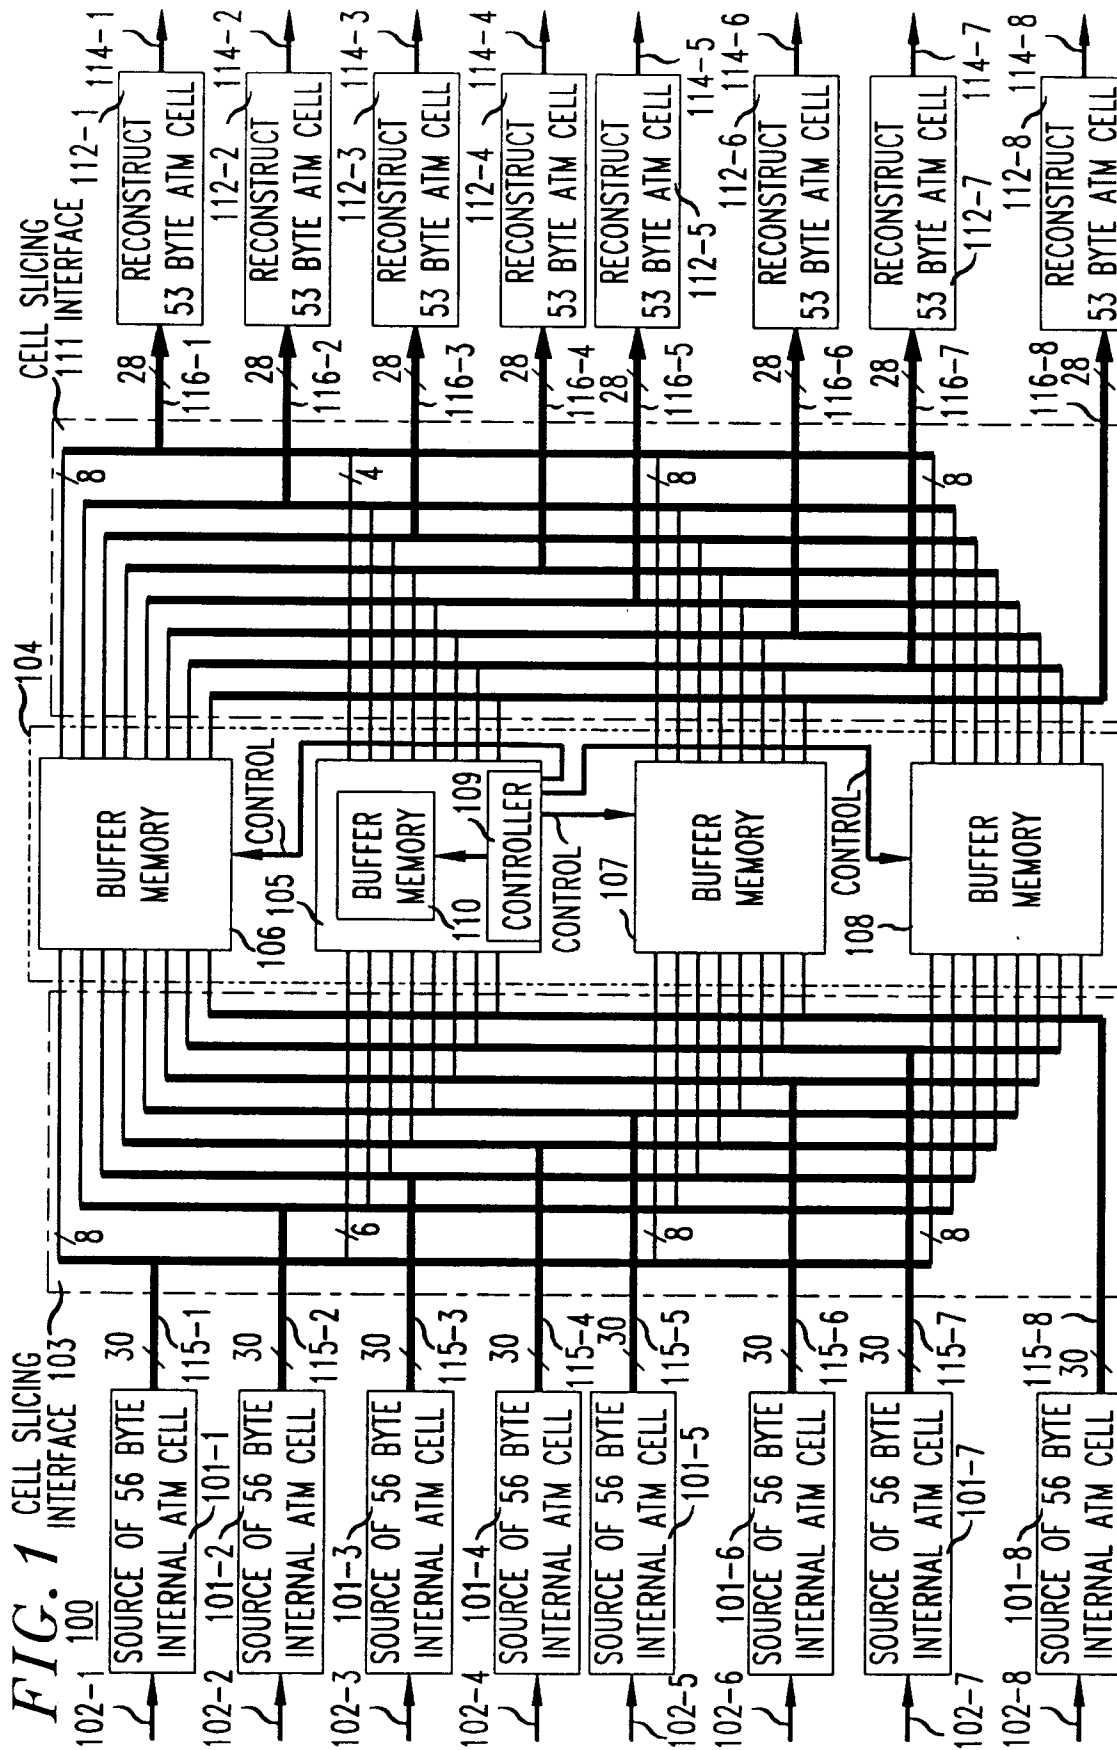 FIG. 1
100
CELL SLICING
INTERFACE 103
102-1
SOURCE OF 56 BYTE
INTERNAL ATM CELL
101-1
30
115-1
102-2
101-2
SOURCE OF 56 BYTE
INTERNAL ATM CELL
30
115-2
102-3
101-3
SOURCE OF 56 BYTE
INTERNAL ATM CELL
30
115-3
102-4
101-4
SOURCE OF 56 BYTE
INTERNAL ATM CELL
30
115-4
102-5
SOURCE OF 56 BYTE
INTERNAL ATM CELL
101-5
30
115-5
102-6
101-6
SOURCE OF 56 BYTE
INTERNAL ATM CELL
30
115-6
102-7
SOURCE OF 56 BYTE
INTERNAL ATM CELL
101-7
30
115-7
102-8
101-8
SOURCE OF 56 BYTE
INTERNAL ATM CELL
115-8
30
8
6
8
8
104
BUFFER
MEMORY
106
CONTROL
105
BUFFER
MEMORY
110
109
CONTROLLER
CONTROL
107
BUFFER
MEMORY
CONTROL
108
BUFFER
MEMORY
8
4
8
8
CELL SLICING
111 INTERFACE
28
116-1
112-1
RECONSTRUCT
53 BYTE ATM CELL
114-1
28
116-2
112-2
RECONSTRUCT
53 BYTE ATM CELL
114-2
28
116-3
112-3
RECONSTRUCT
53 BYTE ATM CELL
114-3
28
116-4
112-4
RECONSTRUCT
53 BYTE ATM CELL
114-4
28
116-5
RECONSTRUCT
53 BYTE ATM CELL
112-5
114-5
28
116-6
112-6
RECONSTRUCT
53 BYTE ATM CELL
114-6
28
116-7
RECONSTRUCT
53 BYTE ATM CELL
112-7
114-7
116-8
28
112-8
RECONSTRUCT
53 BYTE ATM CELL
114-8